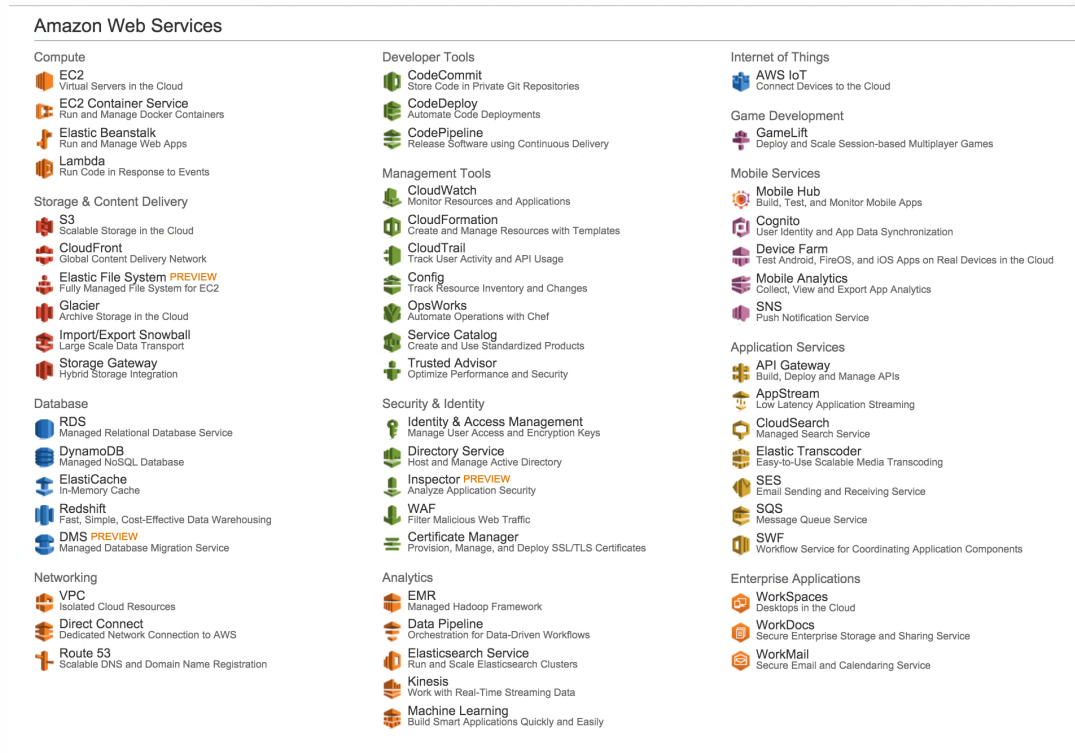 Amazon Web Services
Compute
EC2
Virtual Servers in the Cloud
EC2 Container Service
Run and Manage Docker Containers
Elastic Beanstalk
Run and Manage Web Apps
Lambda
Run Code in Response to Events
Storage & Content Delivery
S3
Scalable Storage in the Cloud
CloudFront
Global Content Delivery Network
Elastic File System PREVIEW
Fully Managed File System for EC2
Glacier
Archive Storage in the Cloud
Import/Export Snowball
Large Scale Data Transport
Storage Gateway
Hybrid Storage Integration
Database
RDS
Managed Relational Database Service
DynamoDB
Managed NoSQL Database
ElastiCache
In-Memory Cache
Redshift
Fast, Simple, Cost-Effective Data Warehousing
DMS PREVIEW
Managed Database Migration Service
Networking
VPC
Isolated Cloud Resources
Direct Connect
Dedicated Network Connection to AWS
Route 53
Scalable DNS and Domain Name Registration
Developer Tools
CodeCommit
Store Code in Private Git Repositories
CodeDeploy
Automate Code Deployments
CodePipeline
Release Software using Continuous Delivery
Management Tools
CloudWatch
Monitor Resources and Applications
CloudFormation
Create and Manage Resources with Templates
CloudTrail
Track User Activity and API Usage
Config
Track Resource Inventory and Changes
OpsWorks
Automate Operations with Chef
Service Catalog
Create and Use Standardized Products
Trusted Advisor
Optimize Performance and Security
Security & Identity
Identity & Access Management
Manage User Access and Encryption Keys
Directory Service
Host and Manage Active Directory
Inspector PREVIEW
Analyze Application Security
WAF
Filter Malicious Web Traffic
Certificate Manager
Provision, Manage, and Deploy SSL/TLS Certificates
Analytics
EMR
Managed Hadoop Framework
Data Pipeline
Orchestration for Data-Driven Workflows
Elasticsearch Service
Run and Scale Elasticsearch Clusters
Kinesis
Work with Real-Time Streaming Data
Machine Learning
Build Smart Applications Quickly and Easily
Internet of Things
AWS IoT
Connect Devices to the Cloud
Game Development
GameLift
Deploy and Scale Session-based Multiplayer Games
Mobile Services
Mobile Hub
Build, Test, and Monitor Mobile Apps
Cognito
User Identity and App Data Synchronization
Device Farm
Test Android, FireOS, and iOS Apps on Real Devices in the Cloud
Mobile Analytics
Collect, View and Export App Analytics
SNS
Push Notification Service
Application Services
API Gateway
Build, Deploy and Manage APIs
AppStream
Low Latency Application Streaming
CloudSearch
Managed Search Service
Elastic Transcoder
Easy-to-Use Scalable Media Transcoding
SES
Email Sending and Receiving Service
SQS
Message Queue Service
SWF
Workflow Service for Coordinating Application Components
Enterprise Applications
WorkSpaces
Desktops in the Cloud
WorkDocs
Secure Enterprise Storage and Sharing Service
WorkMail
Secure Email and Calendaring Service